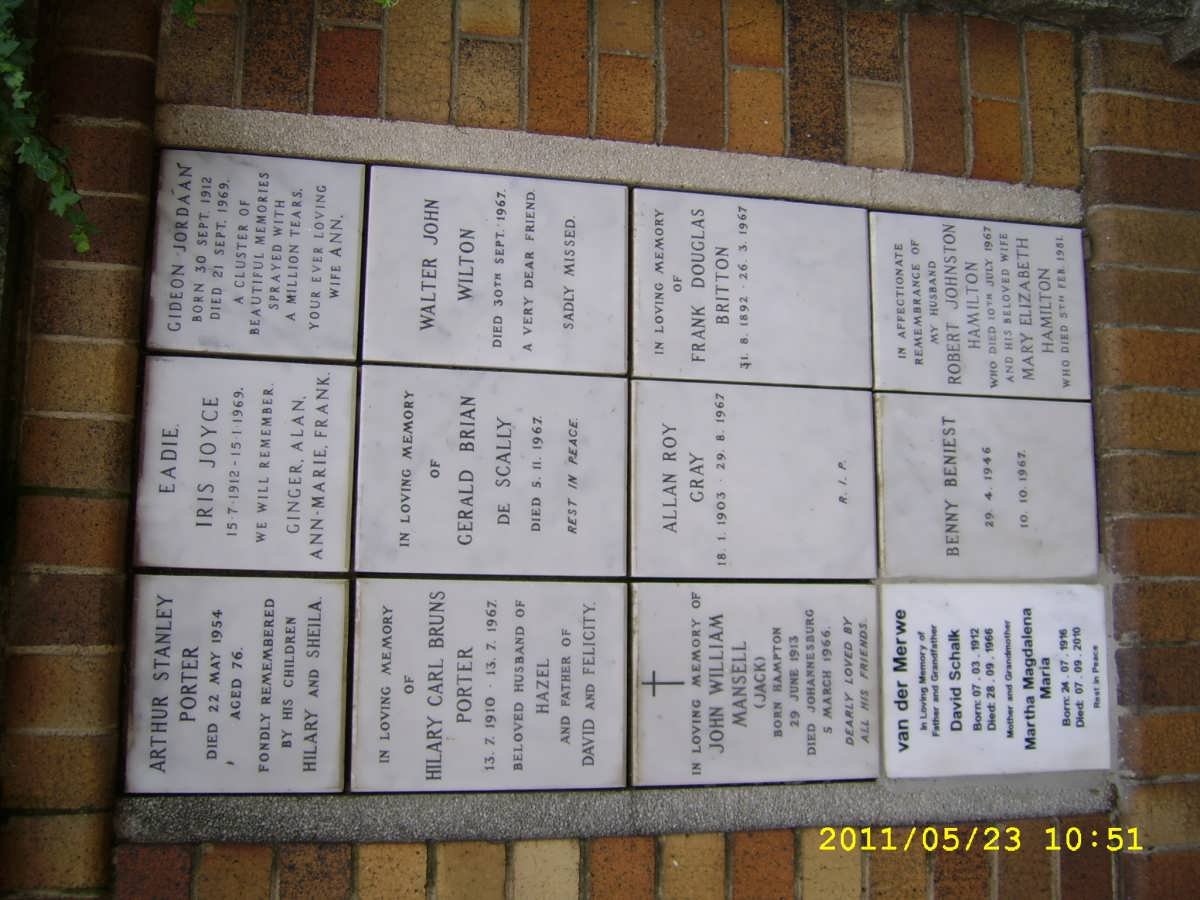 ARTHUR STANLEY
PORTER
DIED 22 MAY 1954
AGED 76.
FONDLY REMEMBERED
BY HIS CHILDREN
HILARY AND SHEILA.
EADIE.
IRIS JOYCE
15·7·1912 - 15·1·1969.
WE WILL REMEMBER.
GINGER, ALAN,
ANN-MARIE, FRANK.
GIDEON JORDAAN
BORN 30 SEPT. 1912
DIED 21 SEPT. 1969.
A CLUSTER OF
BEAUTIFUL MEMORIES
SPRAYED WITH
A MILLION TEARS.
YOUR EVER LOVING
WIFE ANN.
IN LOVING MEMORY
OF
HILARY CARL BRUNS
PORTER
13. 7. 1910 · 13. 7. 1967.
BELOVED HUSBAND OF
HAZEL
AND FATHER OF
DAVID AND FELICITY.
IN LOVING MEMORY
OF
GERALD BRIAN
DE SCALLY
DIED 5. 11. 1967.
REST IN PEACE.
WALTER JOHN
WILTON
DIED 30TH SEPT. 1967.
A VERY DEAR FRIEND.
SADLY MISSED.
IN LOVING MEMORY OF
JOHN WILLIAM
MANSELL
(JACK)
BORN HAMPTON
29 JUNE 1913
DIED JOHANNESBURG
5 MARCH 1966.
DEARLY LOVED BY
ALL HIS FRIENDS.
ALLAN ROY
GRAY
18. 1. 1903 · 29. 8. 1967
R. I. P.
IN LOVING MEMORY
OF
FRANK DOUGLAS
BRITTON
31. 8. 1892 · 26. 3. 1967
van der Merwe
In Loving Memory of
Father and Grandfather
David Schalk
Born: 07 . 03 . 1912
Died: 28 . 09 . 1966
Mother and Grandmother
Martha Magdalena
Maria
Born: 24 . 07 . 1916
Died: 07 . 09 . 2010
Rest in Peace
BENNY BENIEST
29. 4. 1946
10. 10. 1967.
IN AFFECTIONATE
REMEMBRANCE OF
MY HUSBAND
ROBERT JOHNSTON
HAMILTON
WHO DIED 10TH JULY 1967
AND HIS BELOVED WIFE
MARY ELIZABETH
HAMILTON
WHO DIED 5TH FEB. 1981.
2011/05/23 10:51